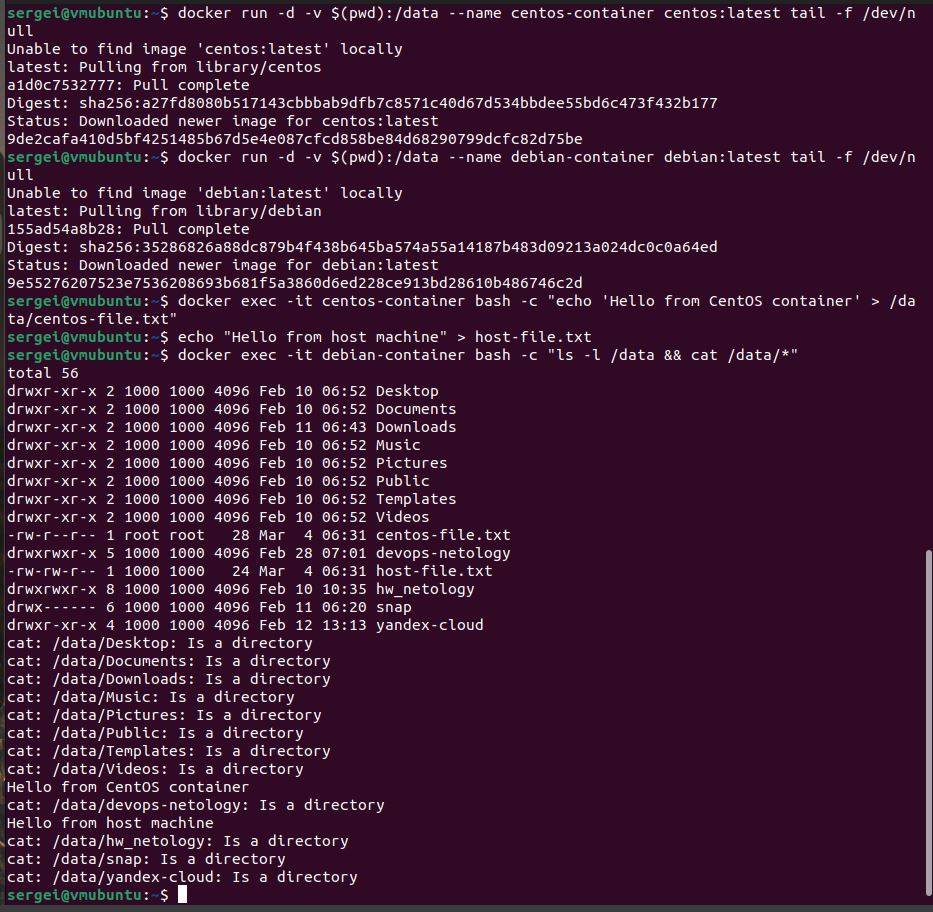 sergei@vmubuntu:~$ docker run -d -v $(pwd):/data --name centos-container centos:latest tail -f /dev/n
ull
Unable to find image 'centos:latest' locally
latest: Pulling from library/centos
a1d0c7532777: Pull complete
Digest: sha256:a27fd8080b517143cbbbab9dfb7c8571c40d67d534bbdee55bd6c473f432b177
Status: Downloaded newer image for centos:latest
9de2cafa410d5bf4251485b67d5e4e087cfcd858be84d68290799dcfc82d75be
sergei@vmubuntu:~$ docker run -d -v $(pwd):/data --name debian-container debian:latest tail -f /dev/n
ull
Unable to find image 'debian:latest' locally
latest: Pulling from library/debian
155ad54a8b28: Pull complete
Digest: sha256:35286826a88dc879b4f438b645ba574a55a14187b483d09213a024dc0c0a64ed
Status: Downloaded newer image for debian:latest
9e55276207523e7536208693b681f5a3860d6ed228ce913bd28610b486746c2d
sergei@vmubuntu:~$ docker exec -it centos-container bash -c "echo 'Hello from CentOS container' > /da
ta/centos-file.txt"
sergei@vmubuntu:~$ echo "Hello from host machine" > host-file.txt
sergei@vmubuntu:~$ docker exec -it debian-container bash -c "ls -l /data && cat /data/*"
total 56
drwxr-xr-x 2 1000 1000 4096 Feb 10 06:52 Desktop
drwxr-xr-x 2 1000 1000 4096 Feb 10 06:52 Documents
drwxr-xr-x 2 1000 1000 4096 Feb 11 06:43 Downloads
drwxr-xr-x 2 1000 1000 4096 Feb 10 06:52 Music
drwxr-xr-x 2 1000 1000 4096 Feb 10 06:52 Pictures
drwxr-xr-x 2 1000 1000 4096 Feb 10 06:52 Public
drwxr-xr-x 2 1000 1000 4096 Feb 10 06:52 Templates
drwxr-xr-x 2 1000 1000 4096 Feb 10 06:52 Videos
-rw-r--r-- 1 root root   28 Mar  4 06:31 centos-file.txt
drwxrwxr-x 5 1000 1000 4096 Feb 28 07:01 devops-netology
-rw-rw-r-- 1 1000 1000   24 Mar  4 06:31 host-file.txt
drwxrwxr-x 8 1000 1000 4096 Feb 10 10:35 hw_netology
drwx------ 6 1000 1000 4096 Feb 11 06:20 snap
drwxr-xr-x 4 1000 1000 4096 Feb 12 13:13 yandex-cloud
cat: /data/Desktop: Is a directory
cat: /data/Documents: Is a directory
cat: /data/Downloads: Is a directory
cat: /data/Music: Is a directory
cat: /data/Pictures: Is a directory
cat: /data/Public: Is a directory
cat: /data/Templates: Is a directory
cat: /data/Videos: Is a directory
Hello from CentOS container
cat: /data/devops-netology: Is a directory
Hello from host machine
cat: /data/hw_netology: Is a directory
cat: /data/snap: Is a directory
cat: /data/yandex-cloud: Is a directory
sergei@vmubuntu:~$